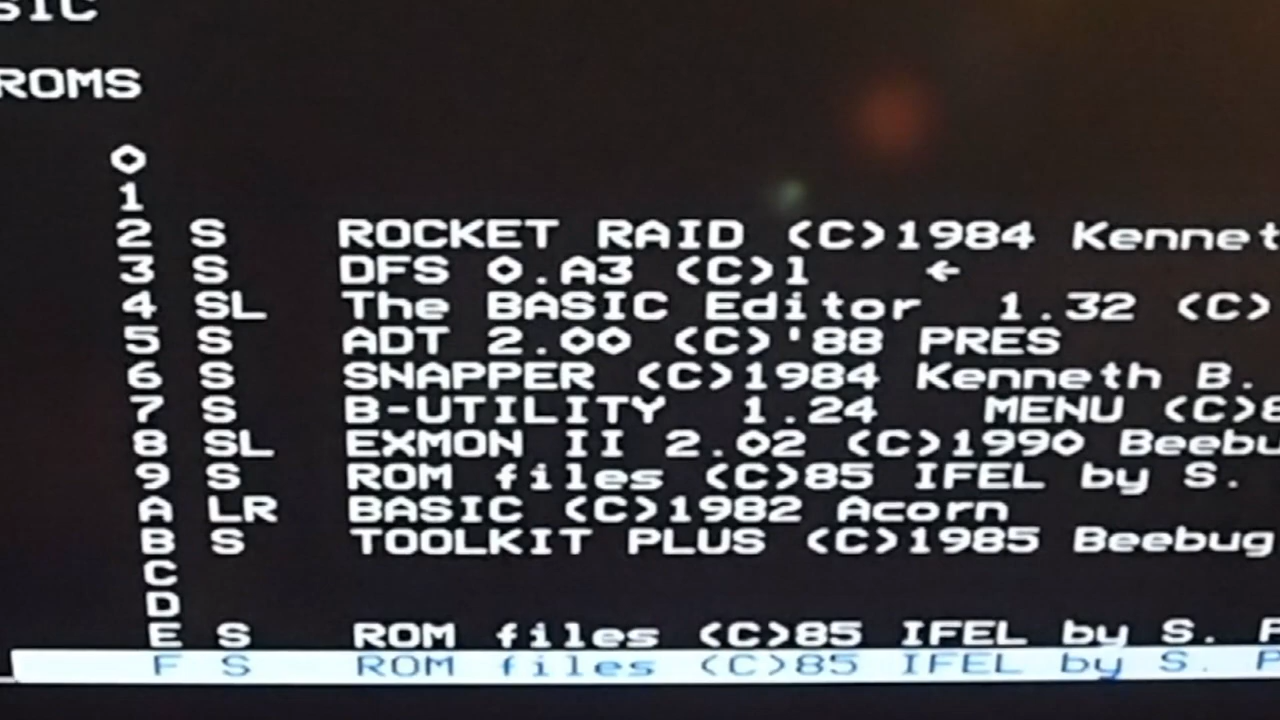 SIC
ROMS
0
1
2 S ROCKET RAID (C)1984 Kennet
3 S DFS 0.A3 (C)l ←
4 SL The BASIC Editor 1.32 (C)
5 S ADT 2.00 (C)'88 PRES
6 S SNAPPER (C)1984 Kenneth B.
7 S B-UTILITY 1.24 MENU (C)8
8 SL EXMON II 2.02 (C)1990 Beebu
9 S ROM files (C)85 IFEL by S.
A LR BASIC (C)1982 Acorn
B S TOOLKIT PLUS (C)1985 Beebug
C
D
E S ROM files (C)85 IFEL by S. P
F S ROM files (C)85 IFEL by S. P